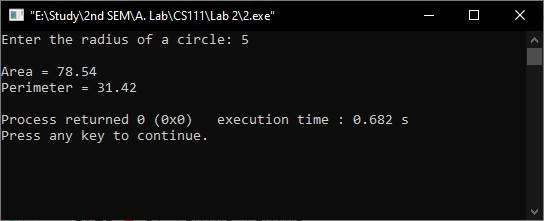 "E:\Study\2nd SEM\A. Lab\CS111\Lab 2\2.exe"
Enter the radius of a circle: 5
Area = 78.54
Perimeter = 31.42
Process returned 0 (0x0)   execution time : 0.682 s
Press any key to continue.